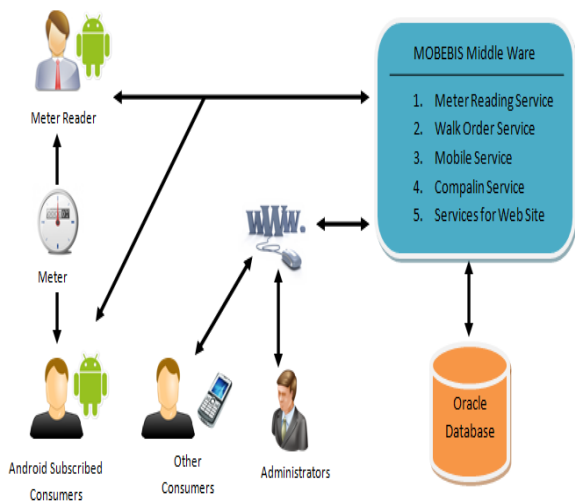 MOBEBIS Middle Ware
1. Meter Reading Service
2. Walk Order Service
3. Mobile Service
4. Compalin Service
5. Services for Web Site
Meter Reader
WWW.
Meter
Oracle
Database
Android Subscribed
Consumers
Other
Consumers
Administrators